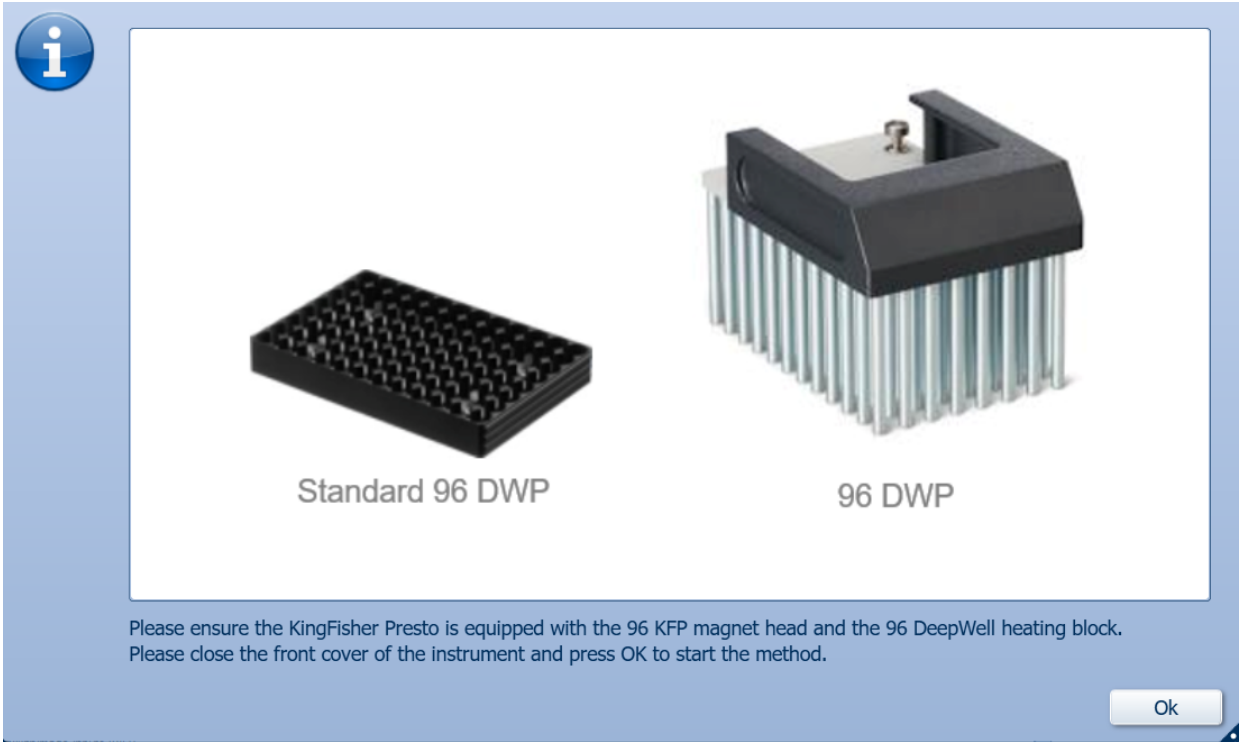 Standard 96 DWP
96 DWP
Please ensure the KingFisher Presto is equipped with the 96 KFP magnet head and the 96 DeepWell heating block.
Please close the front cover of the instrument and press OK to start the method.
Ok